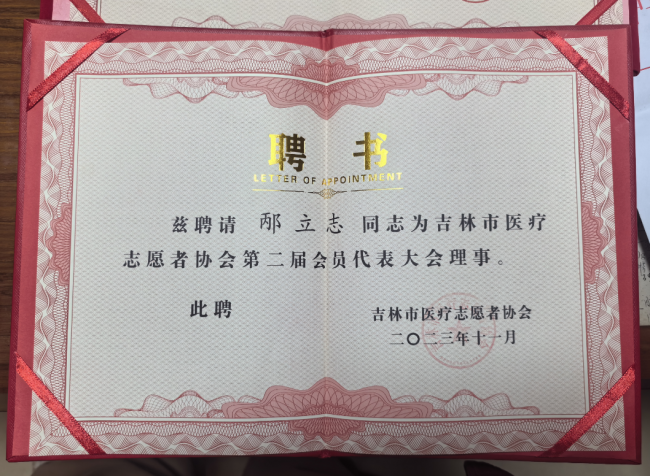 聘书
LETTER OF APPOINTMENT
兹聘请 邴立志 同志为吉林市医疗
志愿者协会第二届会员代表大会理事。
此聘
吉林市医疗志愿者协会
二〇二三年十一月